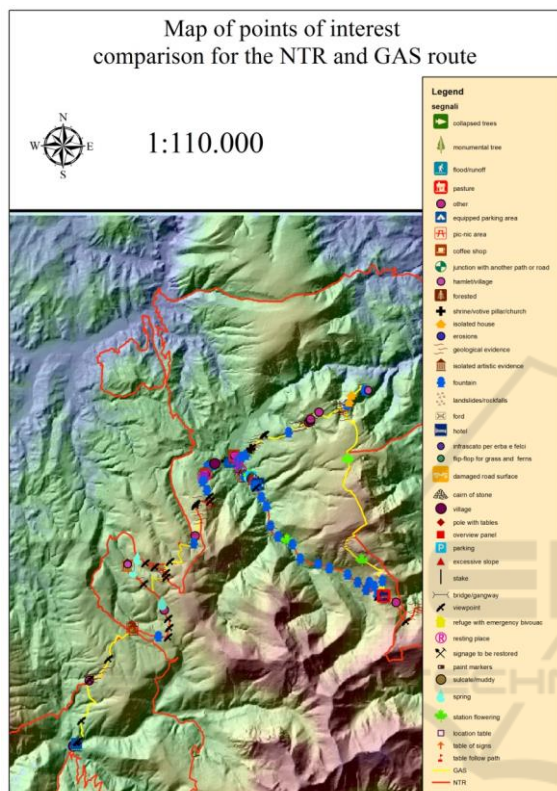 Map of points of interest
comparison for the NTR and GAS route
N
W
E
S
1:110.000
Legend
segnali
collapsed trees
monumental tree
flood/runoff
pasture
other
equipped parking area
pic-nic area
coffee shop
junction with another path or road
hamlet/village
forested
shrine/votive pillar/church
isolated house
erosions
geological evidence
isolated artistic evidence
fountain
landslides/rockfalls
ford
hotel
infrascato per erba e felci
flip-flop for grass and ferns
damaged road surface
cairn of stone
village
pole with tables
overview panel
P
parking
excessive slope
stake
bridge/gangway
viewpoint
refuge with emergency bivouac
R
resting place
signage to be restored
paint markers
sulcate/muddy
spring
station flowering
location table
table of signs
table follow path
GAS
NTR